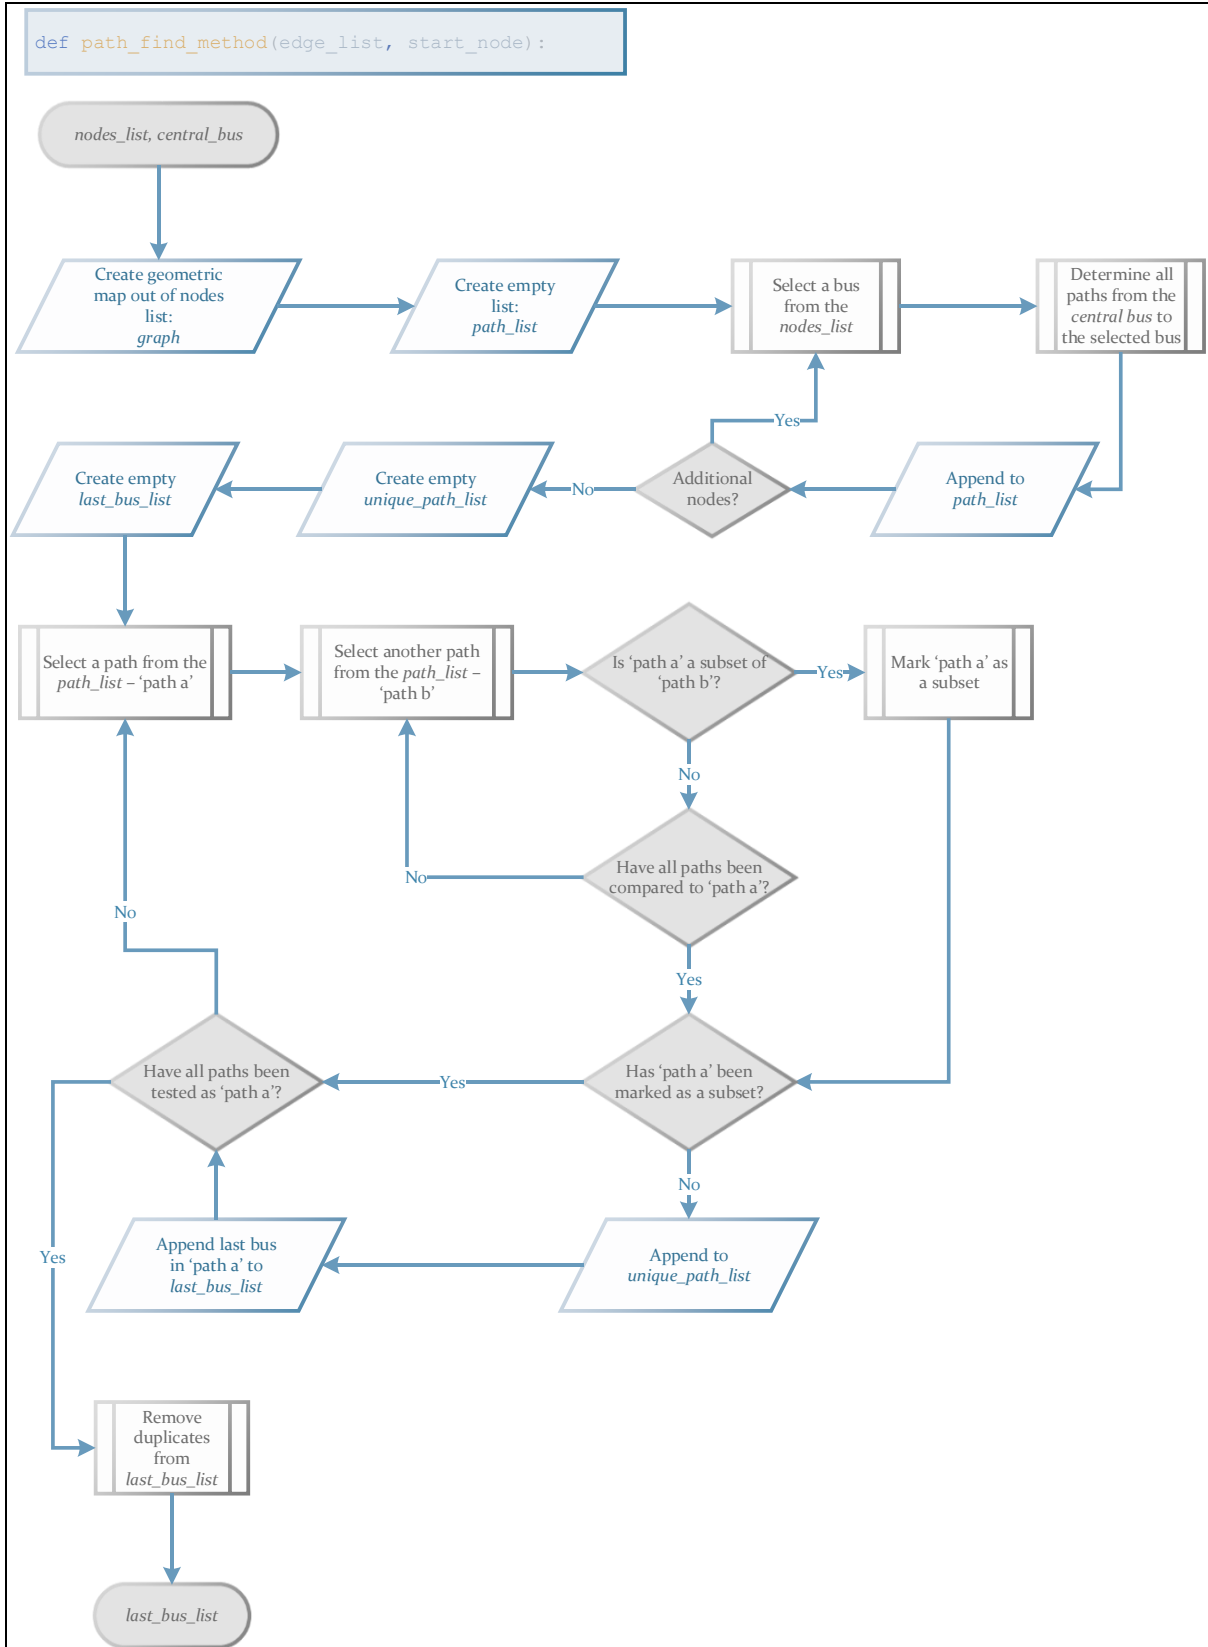 def path_find_method(edge_list, start_node):
nodes_list, central_bus
Create geometric
map out of nodes
list:
graph
Create empty
list:
path_list
Select a bus
from the
nodes_list
Determine all
paths from the
central bus to
the selected bus
Yes
Create empty
last_bus_list
Create empty
unique_path_list
No
Additional
nodes?
Append to
path_list
Select a path from the
path_list – ‘path a’
Select another path
from the path_list –
‘path b’
Is ‘path a’ a subset of
‘path b’?
Yes
Mark ‘path a’ as
a subset
No
No
Have all paths been
compared to ‘path a’?
No
Yes
Have all paths been
tested as ‘path a’?
Yes
Has ‘path a’ been
marked as a subset?
No
Yes
Append last bus
in ‘path a’ to
last_bus_list
Append to
unique_path_list
Remove
duplicates
from
last_bus_list
last_bus_list